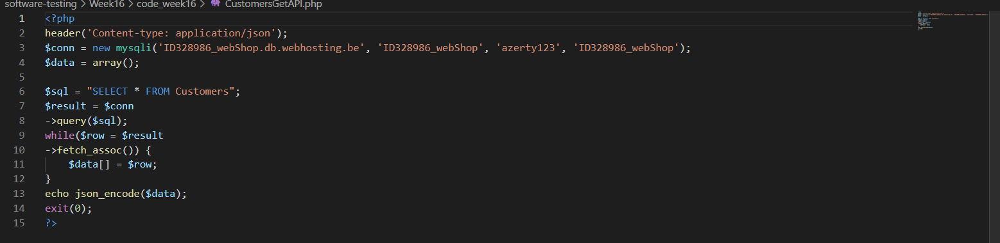 software-testing > Week16 > code_week16 > CustomersGetAPI.php
1 <?php
2 header('Content-type: application/json');
3 $conn = new mysqli('ID328986_webShop.db.webhosting.be', 'ID328986_webShop', 'azerty123', 'ID328986_webShop');
4 $data = array();
5
6 $sql = "SELECT * FROM Customers";
7 $result = $conn
8 ->query($sql);
9 while($row = $result
10 ->fetch_assoc()) {
11     $data[] = $row;
12 }
13 echo json_encode($data);
14 exit(0);
15 ?>